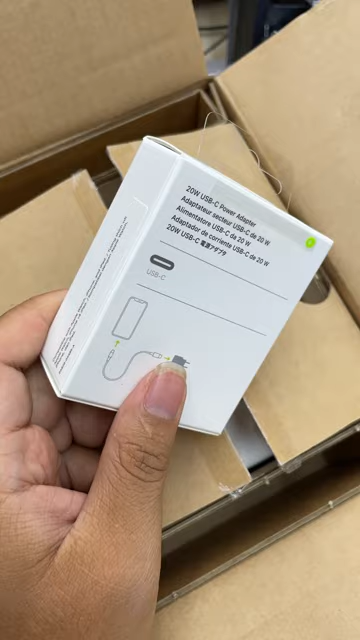 20W USB-C Power Adapter
Adaptateur secteur USB-C de 20 W
Alimentatore USB-C da 20 W
Adaptador de corriente USB-C de 20 W
20W USB-C 電源アダプタ
USB-C